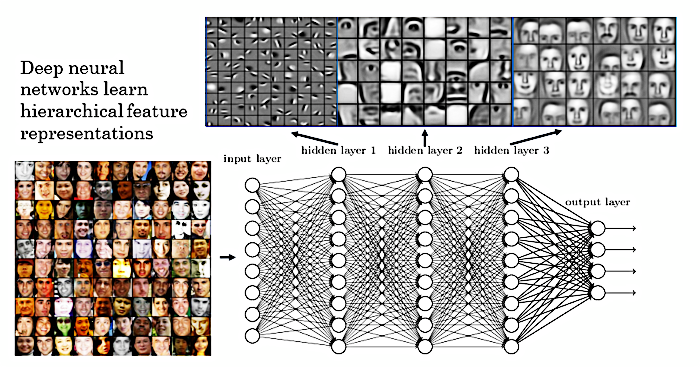 Deep neural
networks learn
hierarchical feature
representations
hidden layer 1 hidden layer 2 hidden layer 3
input layer
output layer